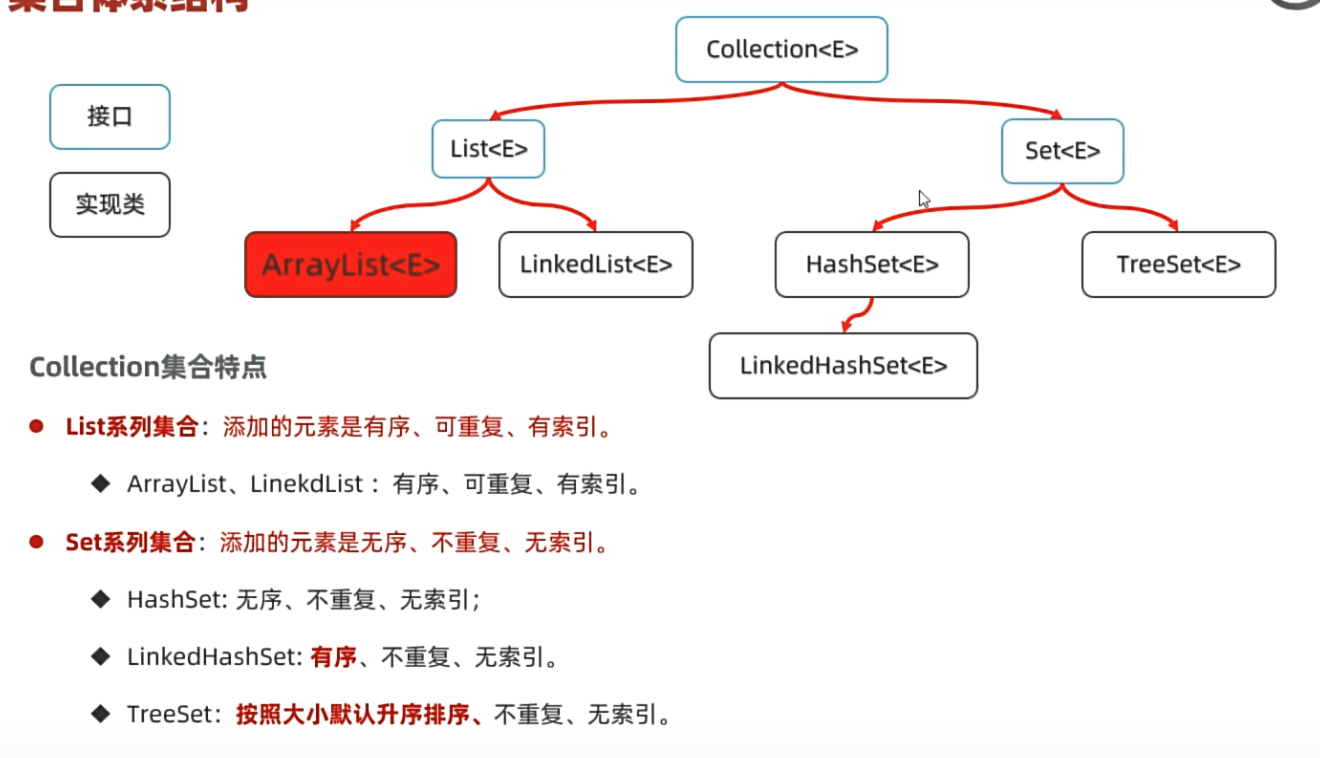 集合体系结构
Collection<E>
接口
List<E>
Set<E>
实现类
ArrayList<E>
LinkedList<E>
HashSet<E>
TreeSet<E>
LinkedHashSet<E>
Collection集合特点
List系列集合：添加的元素是有序、可重复、有索引。
ArrayList、LinekdList ：有序、可重复、有索引。
Set系列集合：添加的元素是无序、不重复、无索引。
HashSet: 无序、不重复、无索引；
LinkedHashSet: 有序、不重复、无索引。
TreeSet：按照大小默认升序排序、不重复、无索引。